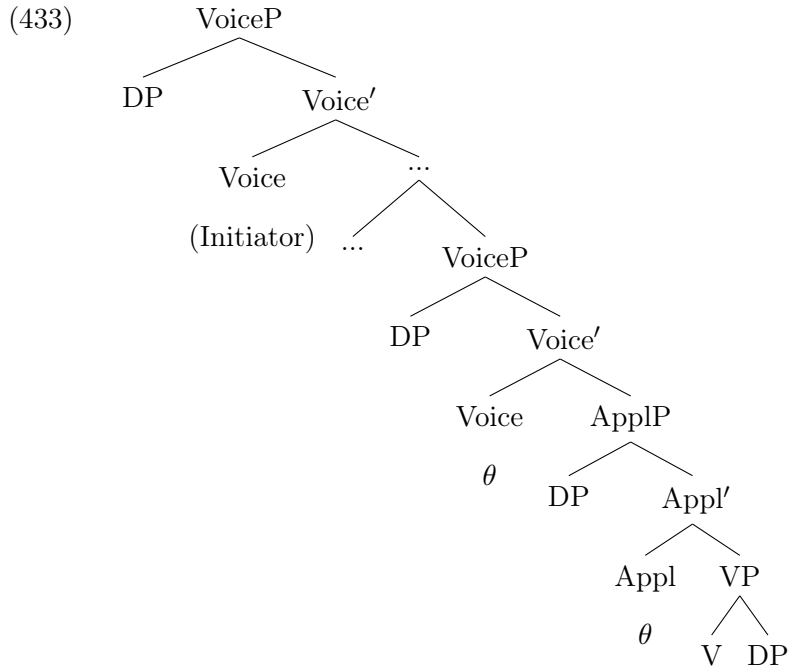 (433) VoiceP
DP Voice′
Voice ...
(Initiator) ...
VoiceP
DP Voice′
Voice ApplP
θ DP Appl′
Appl VP
θ V DP